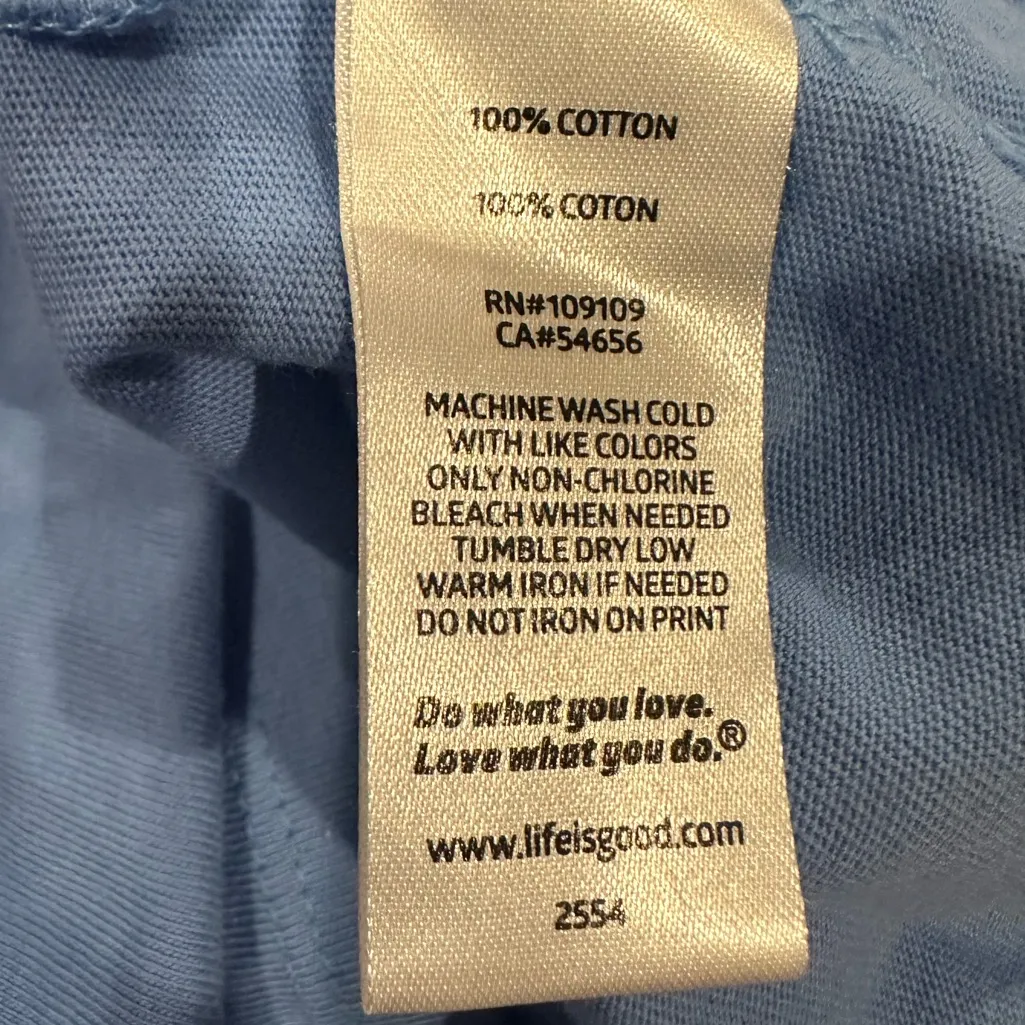 100% COTTON
100% COTON
RN#109109
CA#54656
MACHINE WASH COLD
WITH LIKE COLORS
ONLY NON-CHLORINE
BLEACH WHEN NEEDED
TUMBLE DRY LOW
WARM IRON IF NEEDED
DO NOT IRON ON PRINT
Do what you love.
Love what you do.®
www.lifeisgood.com
2554